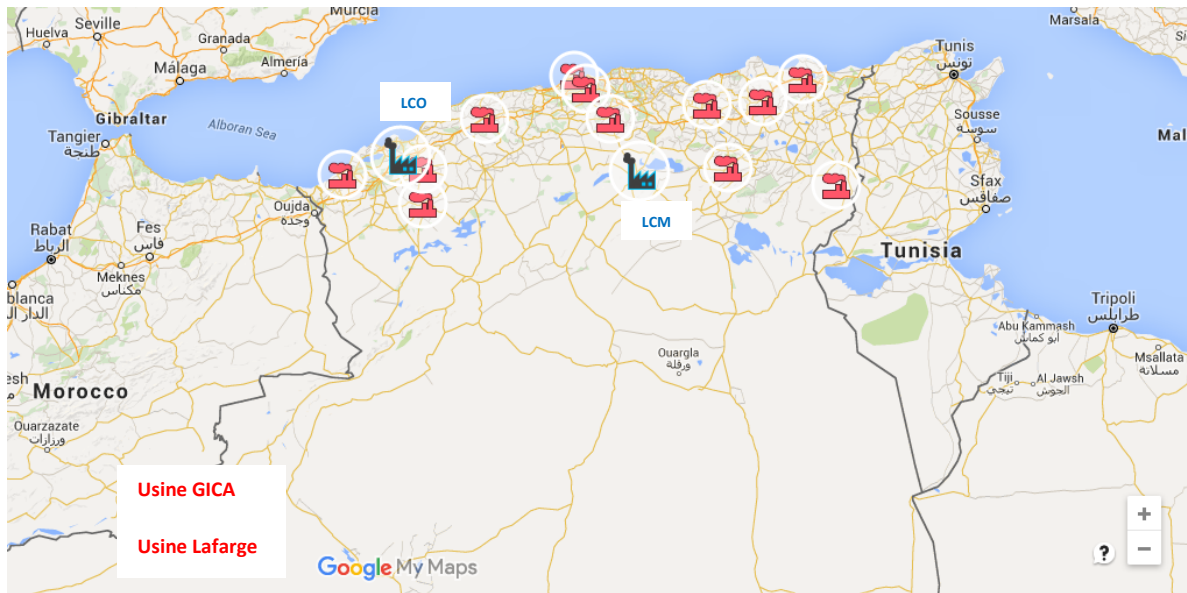 Murcia
Marsala
Huelva
Seville
Granada
Almería
Málaga
Tunis
تونس
LCO
Gibraltar
Alboran Sea
Sousse
سوسة
Tangier
طنجة
Mal
Sfax
صفاقس
Oujda
وجدة
LCM
Rabat
الرباط
Fes
فاس
Tunisia
Meknes
مكناس
blanca
الدار ال
Tripoli
طرابلس
Abu Kammash
أبو كماش
Ouargla
ورقلة
Msallata
مسلاتة
esh
Morocco
Tiji
تيجي
Al Jawsh
الجوش
Ouarzazate
ورزازات
Usine GICA
Usine Lafarge
Google My Maps
+
?
−